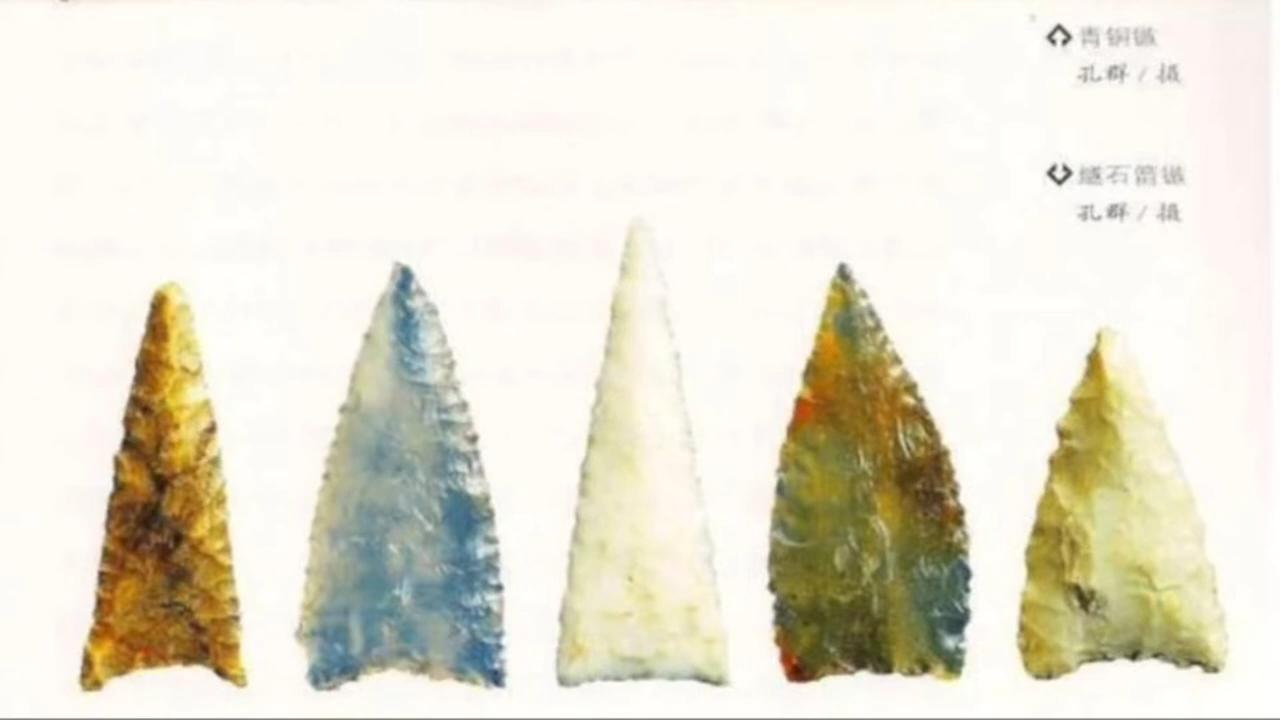 青铜镞
孔群 / 摄
燧石箭镞
孔群 / 摄